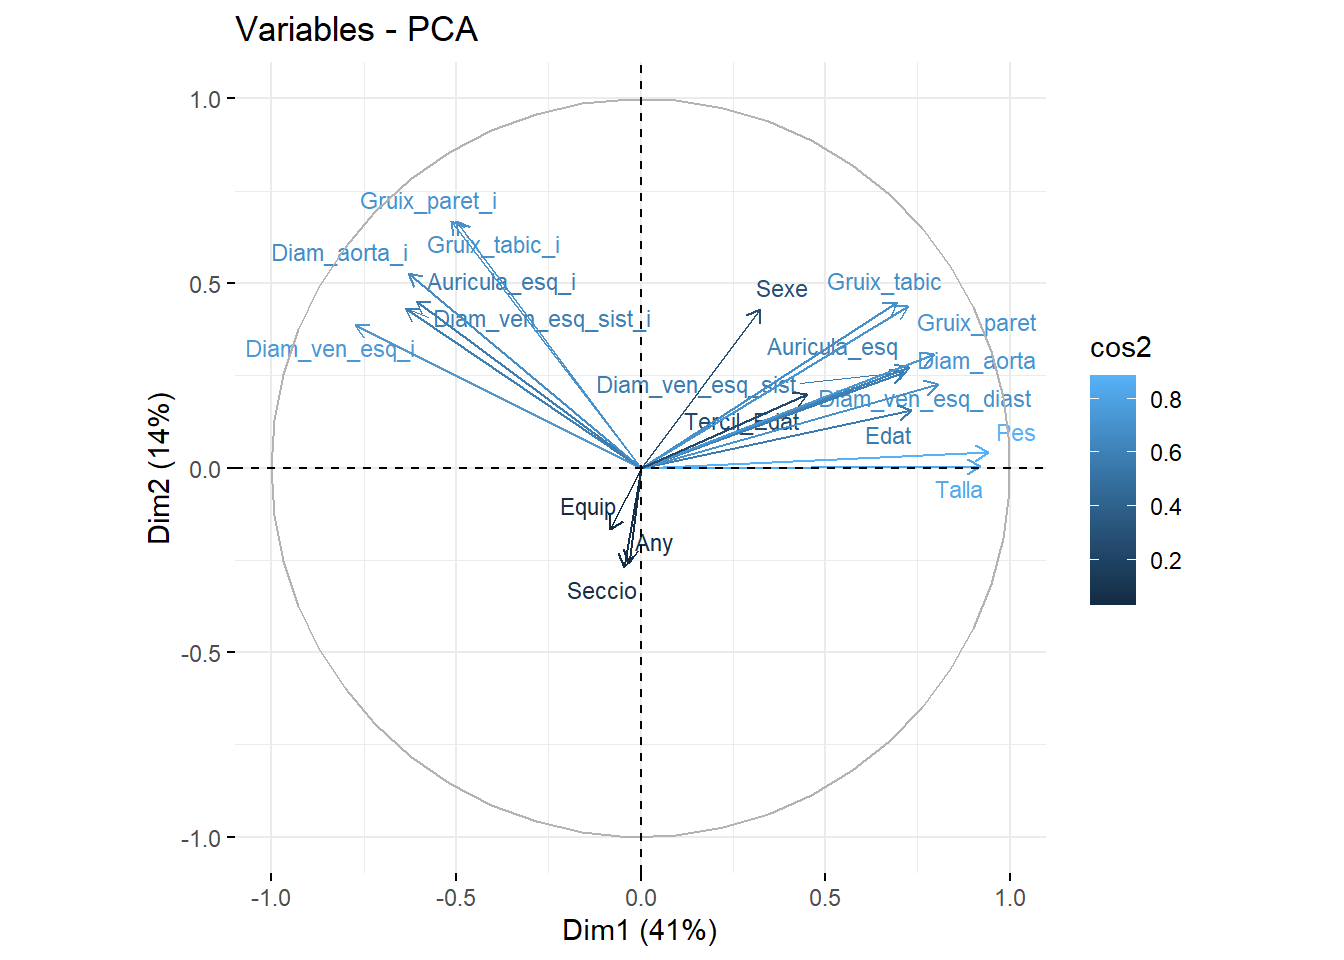 Variables - PCA
Gruix_paret_i
Diam_aorta_i
Gruix_tabic_i
Auricula_esq_i
Diam_ven_esq_sist_i
Diam_ven_esq_i
Sexe
Gruix_tabic
Gruix_paret
Auricula_esq
Diam_aorta
Diam_ven_esq_sist
Diam_ven_esq_diast
Tercil_Edat
Edat
Pes
Talla
Equip
Any
Seccio
1.0
0.5
0.0
-0.5
-1.0
-1.0
-0.5
0.0
0.5
1.0
Dim1 (41%)
Dim2 (14%)
cos2
0.8
0.6
0.4
0.2